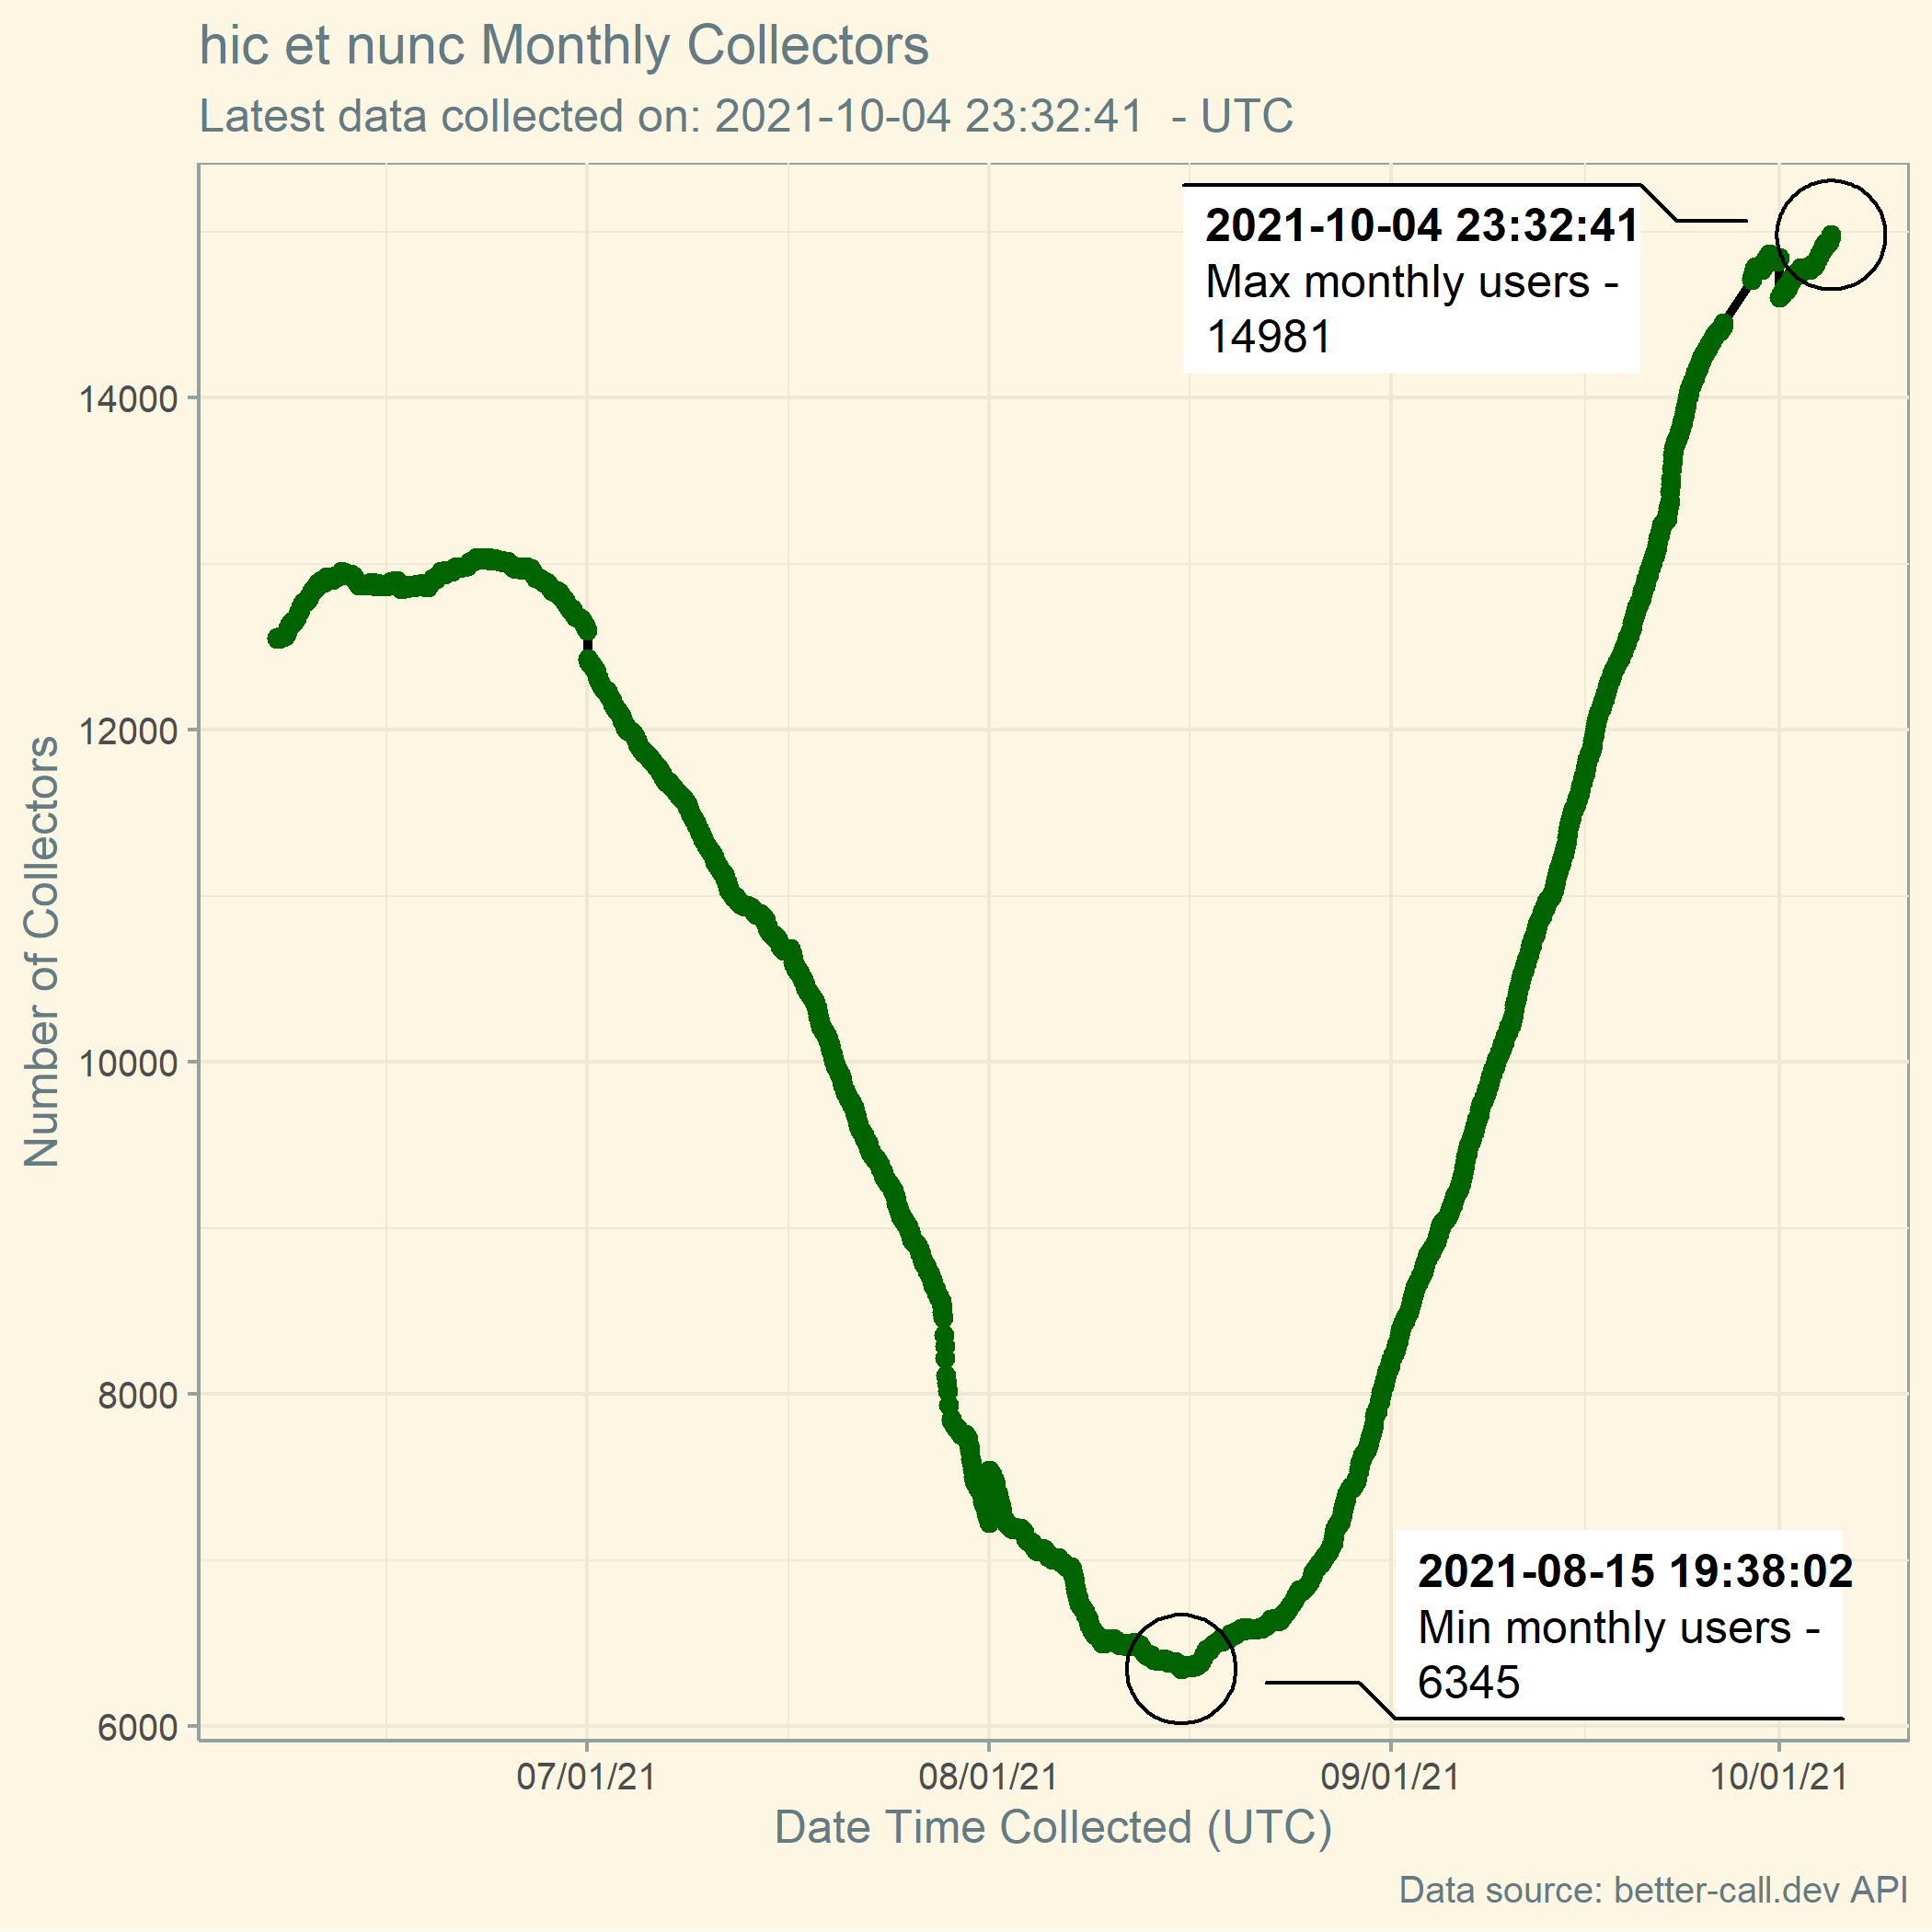 hic et nunc Monthly Collectors
Latest data collected on: 2021-10-04 23:32:41  - UTC
2021-10-04 23:32:41
Max monthly users -
14981
14000
12000
10000
8000
6000
Number of Collectors
2021-08-15 19:38:02
Min monthly users -
6345
07/01/21
08/01/21
09/01/21
10/01/21
Date Time Collected (UTC)
Data source: better-call.dev API